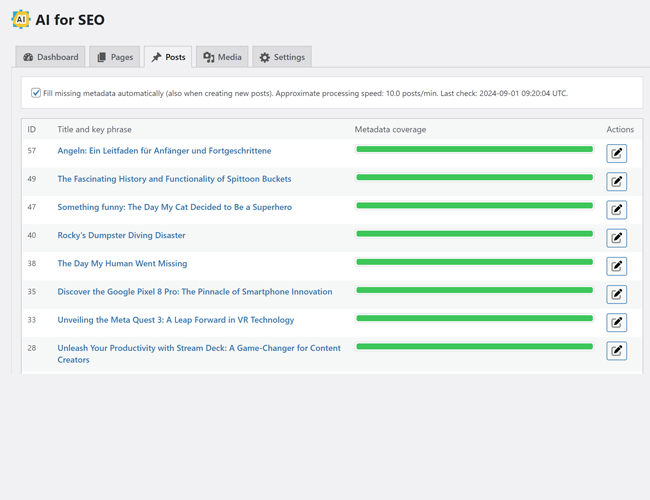 AI AI for SEO
Dashboard Pages Posts Media Settings
Fill missing metadata automatically (also when creating new posts). Approximate processing speed: 10.0 posts/min. Last check: 2024-09-01 09:20:04 UTC.
ID Title and key phrase Metadata coverage Actions
57 Angeln: Ein Leitfaden für Anfänger und Fortgeschrittene
49 The Fascinating History and Functionality of Spittoon Buckets
47 Something funny: The Day My Cat Decided to Be a Superhero
40 Rocky's Dumpster Diving Disaster
38 The Day My Human Went Missing
35 Discover the Google Pixel 8 Pro: The Pinnacle of Smartphone Innovation
33 Unveiling the Meta Quest 3: A Leap Forward in VR Technology
28 Unleash Your Productivity with Stream Deck: A Game-Changer for Content
Creators